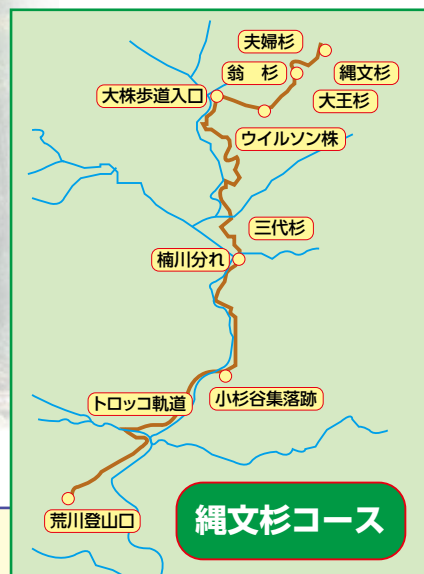 夫婦杉
翁　杉
縄文杉
大株歩道入口
大王杉
ウイルソン株
三代杉
楠川分れ
小杉谷集落跡
トロッコ軌道
荒川登山口
縄文杉コース